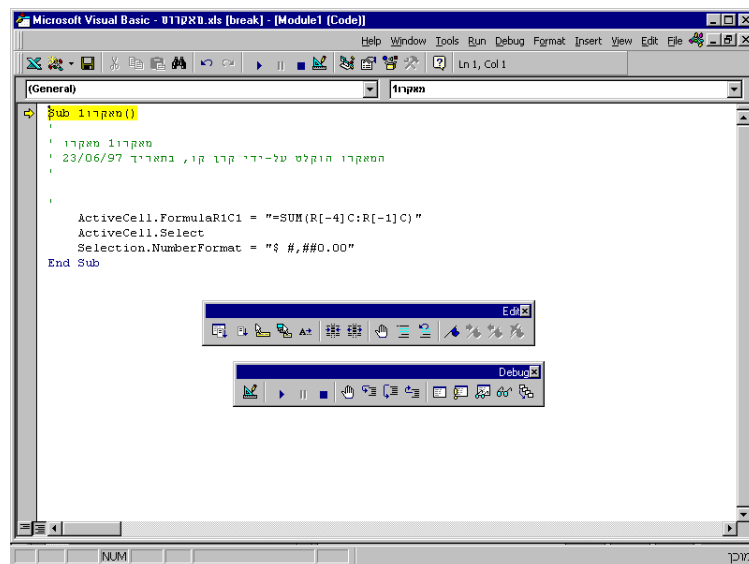 Microsoft Visual Basic - .xls [break] - [Module1 (Code)]
Help Window Tools Run Debug Format Insert View Edit File
Ln 1, Col 1
(General) מאקרו1
Sub מאקרו1()
'
' מאקרו1 מאקרו
' המאקרו הוקלט על-ידי קרן קו, בתאריך 23/06/97
'
'
ActiveCell.FormulaR1C1 = "=SUM(R[-4]C:R[-1]C)"
ActiveCell.Select
Selection.NumberFormat = "$ #,##0.00"
End Sub
Edit
Debug
NUM מוכן